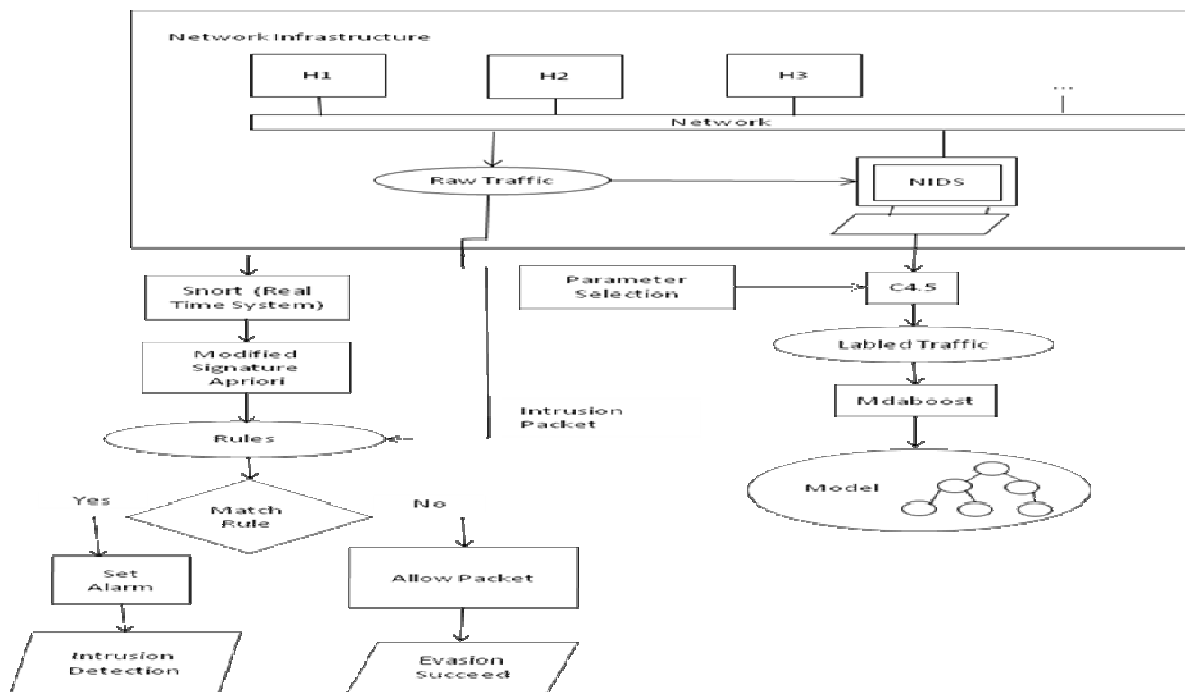 Network Infrastructure
H1
H2
H3
...
Network
Raw Traffic
NIDS
Snort (Real
Time System)
Parameter
Selection
C4.5
Modified
Signature
Apriori
Labled Traffic
Mdaboost
Intrusion
Packet
Rules
Model
Yes
Match
Rule
No
Set
Alarm
Allow Packet
Intrusion
Detection
Evasion
Succeed